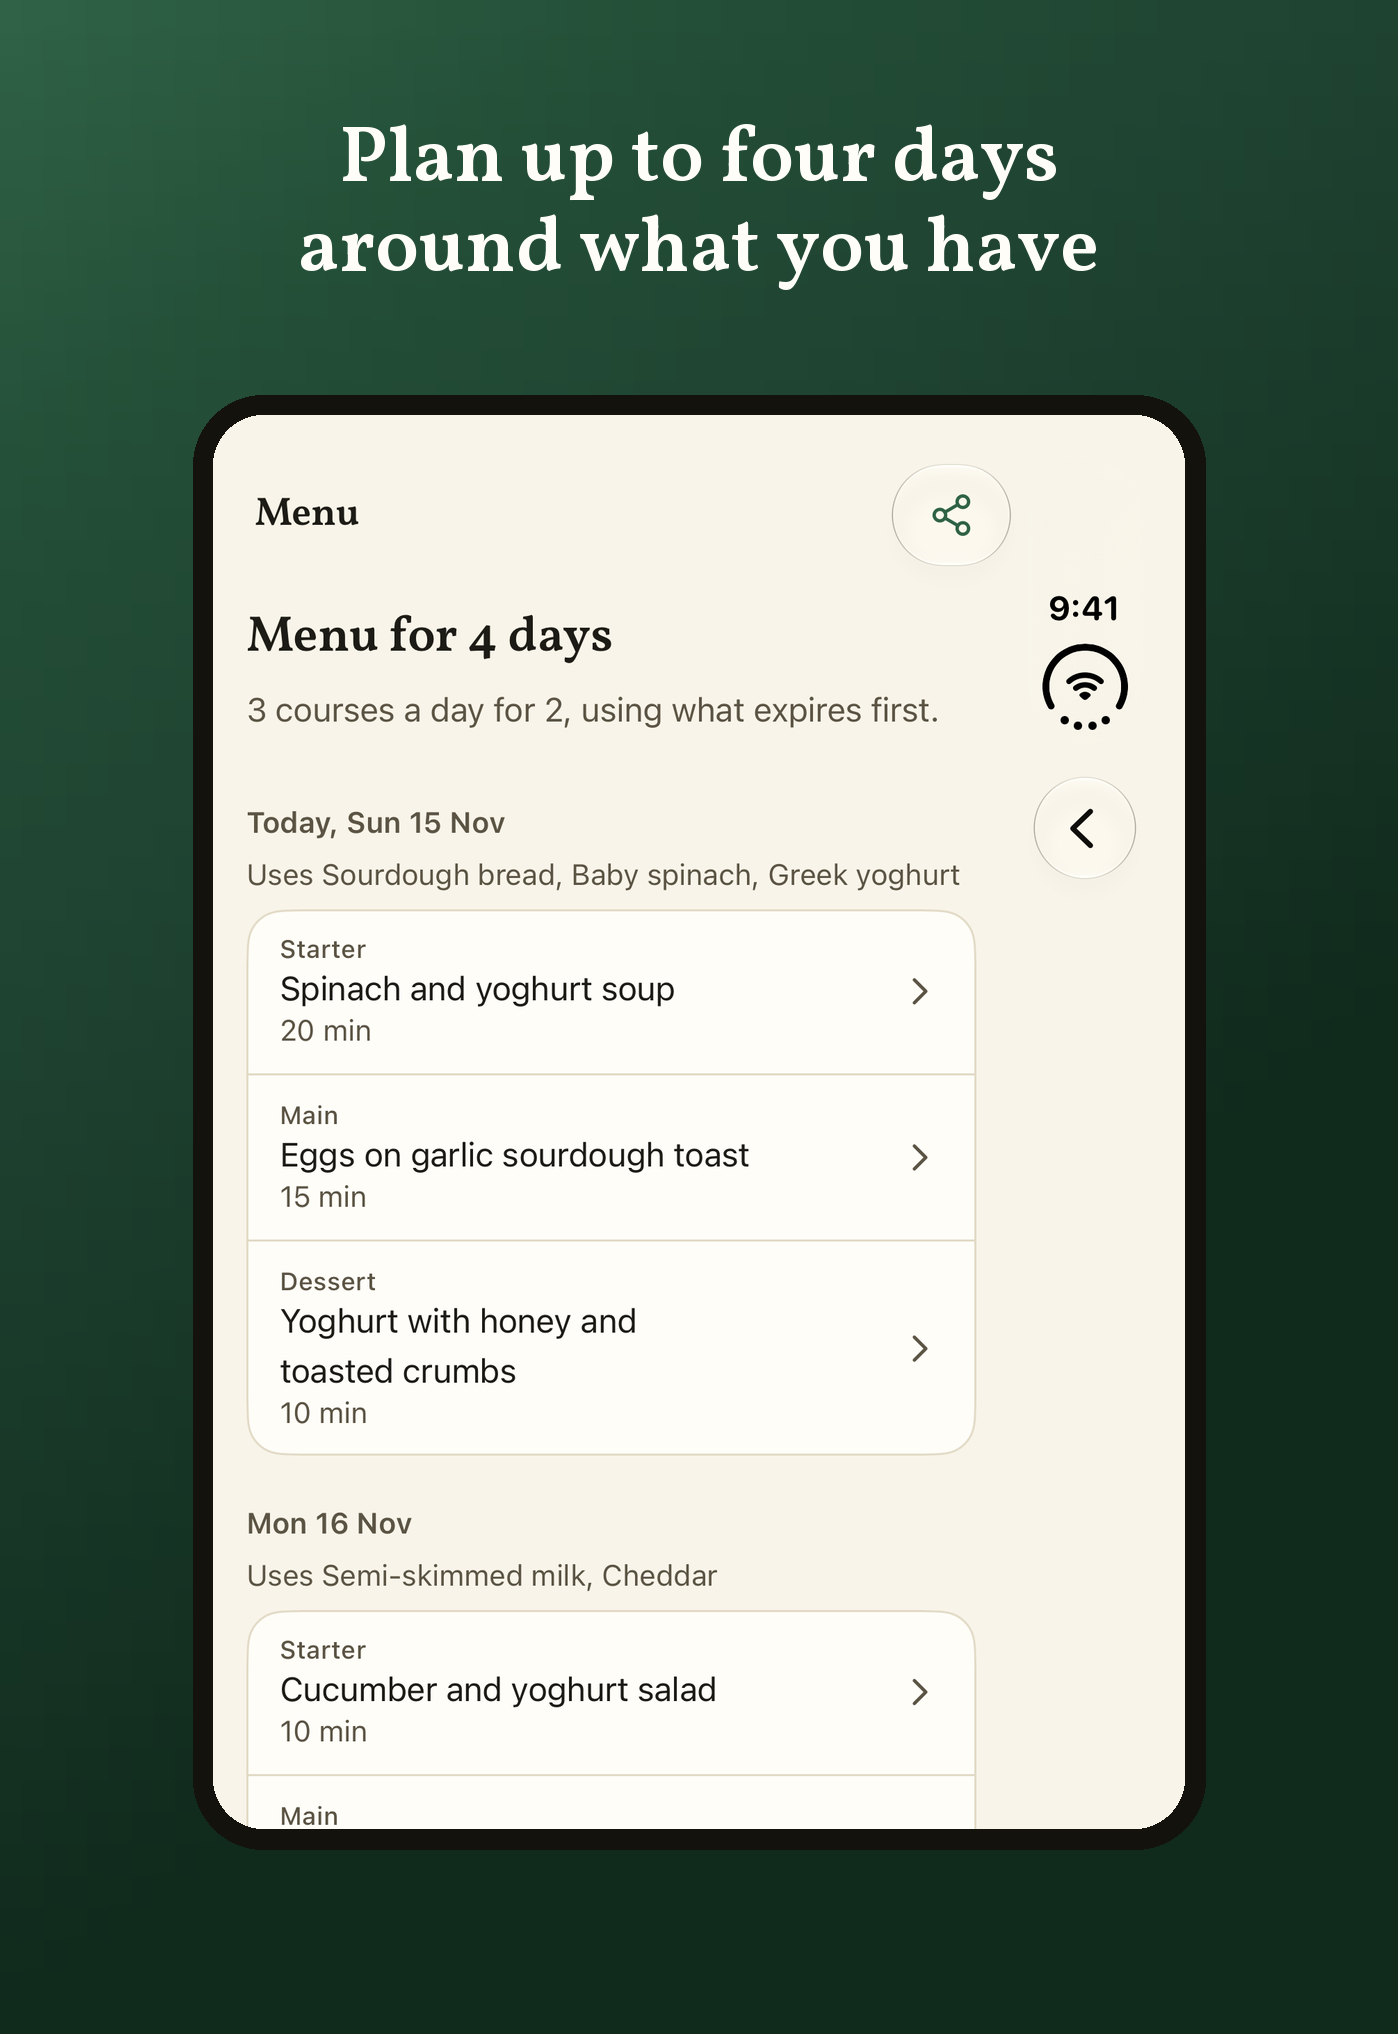 Plan up to four days
around what you have
Menu
9:41
Menu for 4 days
3 courses a day for 2, using what expires first.
Today, Sun 15 Nov
Uses Sourdough bread, Baby spinach, Greek yoghurt
Starter
Spinach and yoghurt soup
20 min
Main
Eggs on garlic sourdough toast
15 min
Dessert
Yoghurt with honey and
toasted crumbs
10 min
Mon 16 Nov
Uses Semi-skimmed milk, Cheddar
Starter
Cucumber and yoghurt salad
10 min
Main